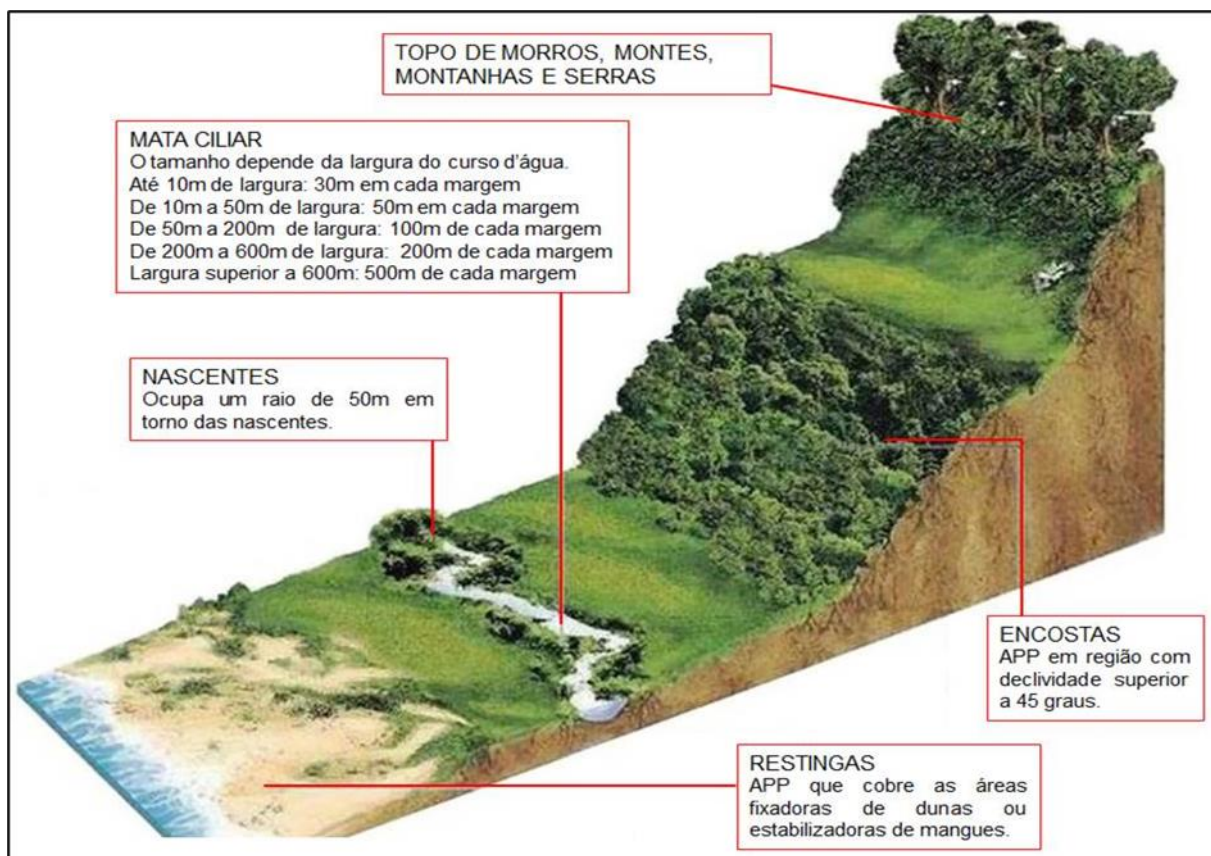 TOPO DE MORROS, MONTES,
MONTANHAS E SERRAS
MATA CILIAR
O tamanho depende da largura do curso d'água.
Até 10m de largura: 30m em cada margem
De 10m a 50m de largura: 50m em cada margem
De 50m a 200m de largura: 100m de cada margem
De 200m a 600m de largura: 200m de cada margem
Largura superior a 600m: 500m de cada margem
NASCENTES
Ocupa um raio de 50m em
torno das nascentes.
ENCOSTAS
APP em região com
declividade superior
a 45 graus.
RESTINGAS
APP que cobre as áreas
fixadoras de dunas ou
estabilizadoras de mangues.